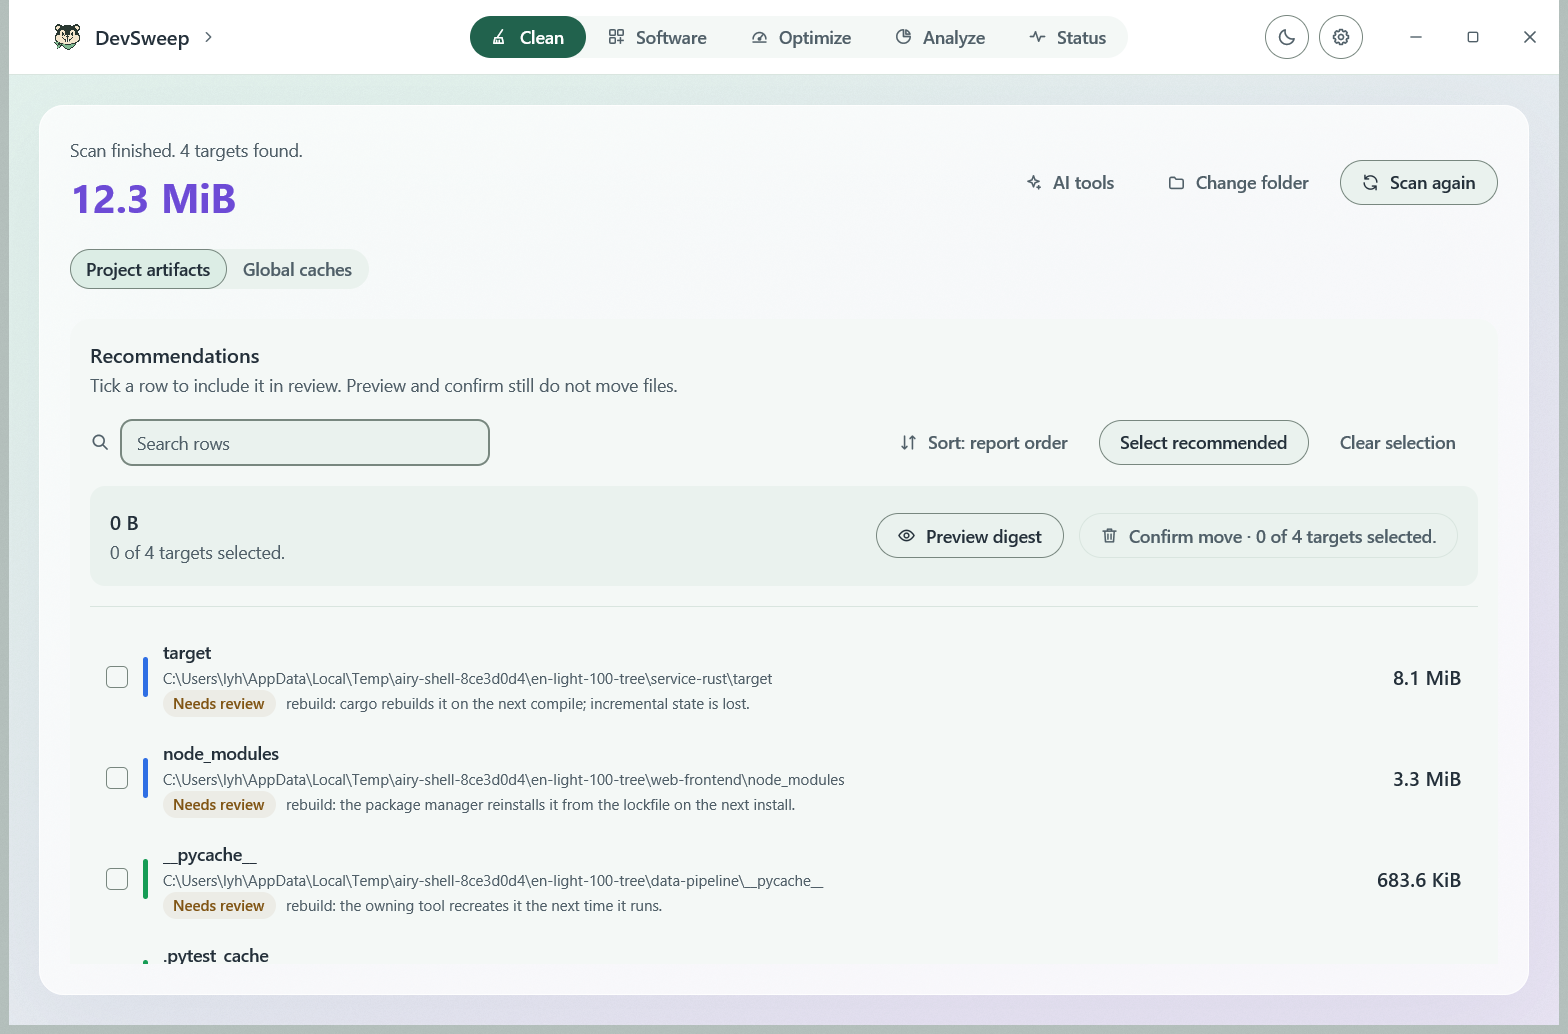 DevSweep
Clean
Software
Optimize
Analyze
Status
Scan finished. 4 targets found.
12.3 MiB
AI tools
Change folder
Scan again
Project artifacts
Global caches
Recommendations
Tick a row to include it in review. Preview and confirm still do not move files.
Search rows
Sort: report order
Select recommended
Clear selection
0 B
0 of 4 targets selected.
Preview digest
Confirm move · 0 of 4 targets selected.
target
C:\Users\lyh\AppData\Local\Temp\airy-shell-8ce3d0d4\en-light-100-tree\service-rust\target
Needs review rebuild: cargo rebuilds it on the next compile; incremental state is lost.
8.1 MiB
node_modules
C:\Users\lyh\AppData\Local\Temp\airy-shell-8ce3d0d4\en-light-100-tree\web-frontend\node_modules
Needs review rebuild: the package manager reinstalls it from the lockfile on the next install.
3.3 MiB
__pycache__
C:\Users\lyh\AppData\Local\Temp\airy-shell-8ce3d0d4\en-light-100-tree\data-pipeline\__pycache__
Needs review rebuild: the owning tool recreates it the next time it runs.
683.6 KiB
.pytest_cache